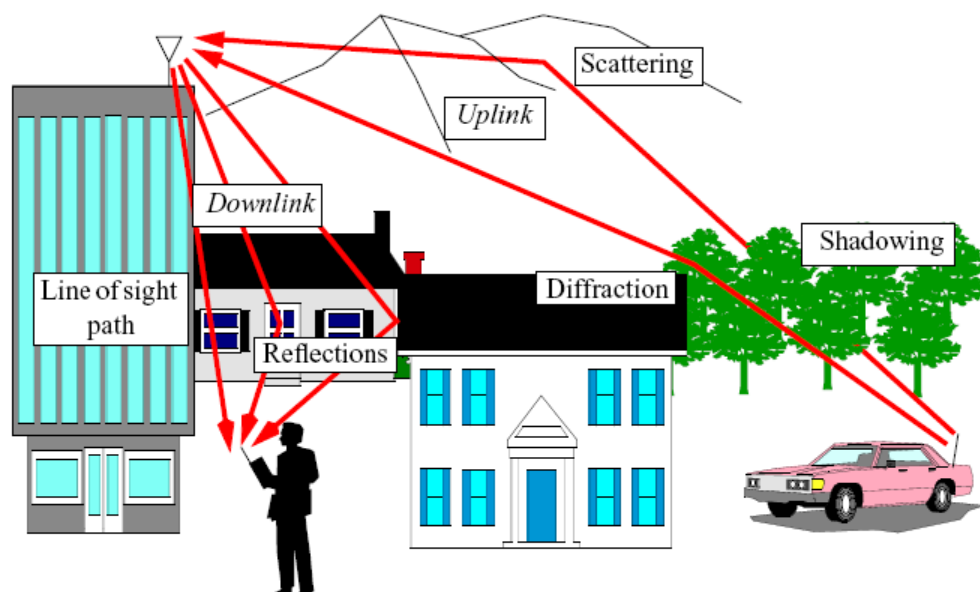 Scattering
Uplink
Downlink
Shadowing
Line of sight
path
Diffraction
Reflections